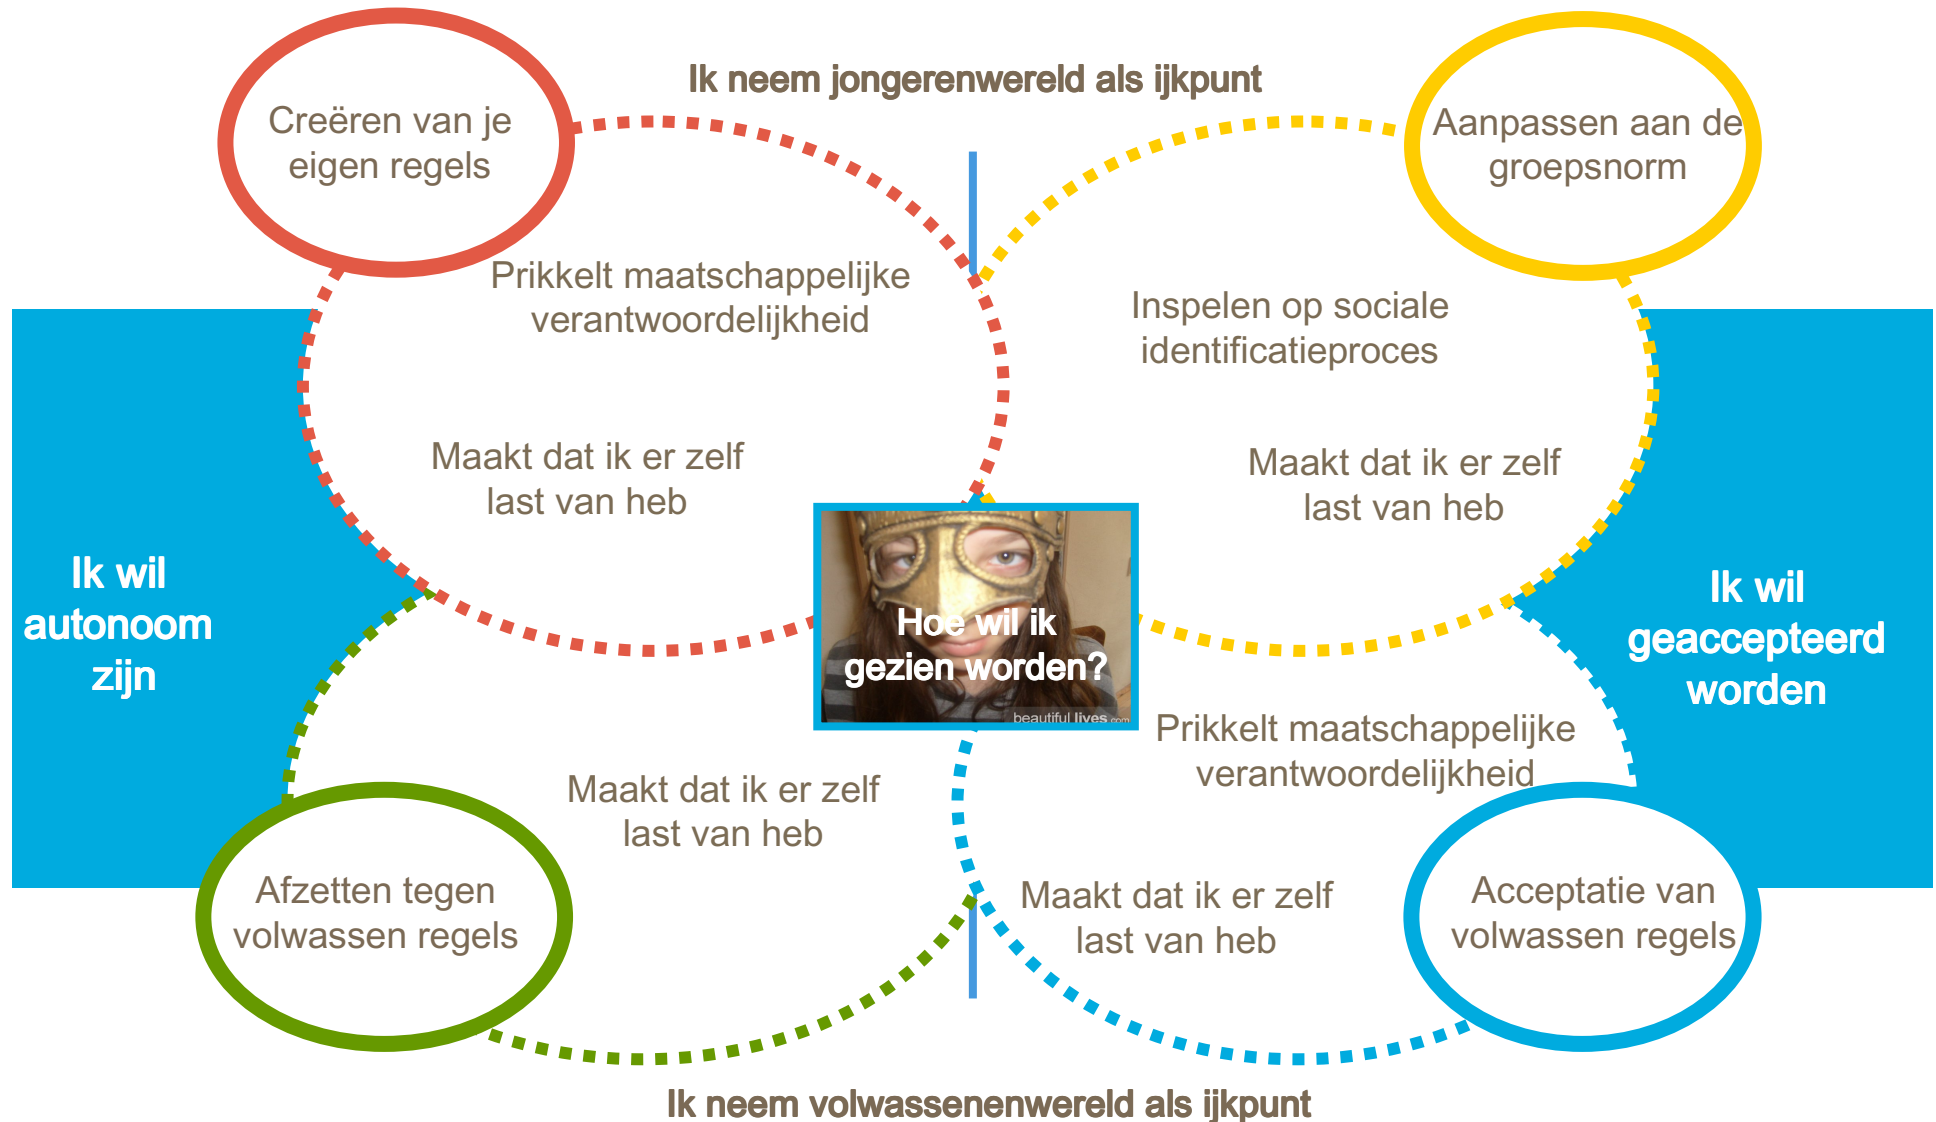 Ik neem jongerenwereld als ijkpunt
Creëren van je
eigen regels
Aanpassen aan de
groepsnorm
Prikkelt maatschappelijke
verantwoordelijkheid
Inspelen op sociale
identificatieproces
Maakt dat ik er zelf
last van heb
Maakt dat ik er zelf
last van heb
Ik wil
autonoom
zijn
Hoe wil ik
gezien worden?
beautiful lives.com
Ik wil
geaccepteerd
worden
Prikkelt maatschappelijke
verantwoordelijkheid
Maakt dat ik er zelf
last van heb
Maakt dat ik er zelf
last van heb
Afzetten tegen
volwassen regels
Acceptatie van
volwassen regels
Ik neem volwassenenwereld als ijkpunt